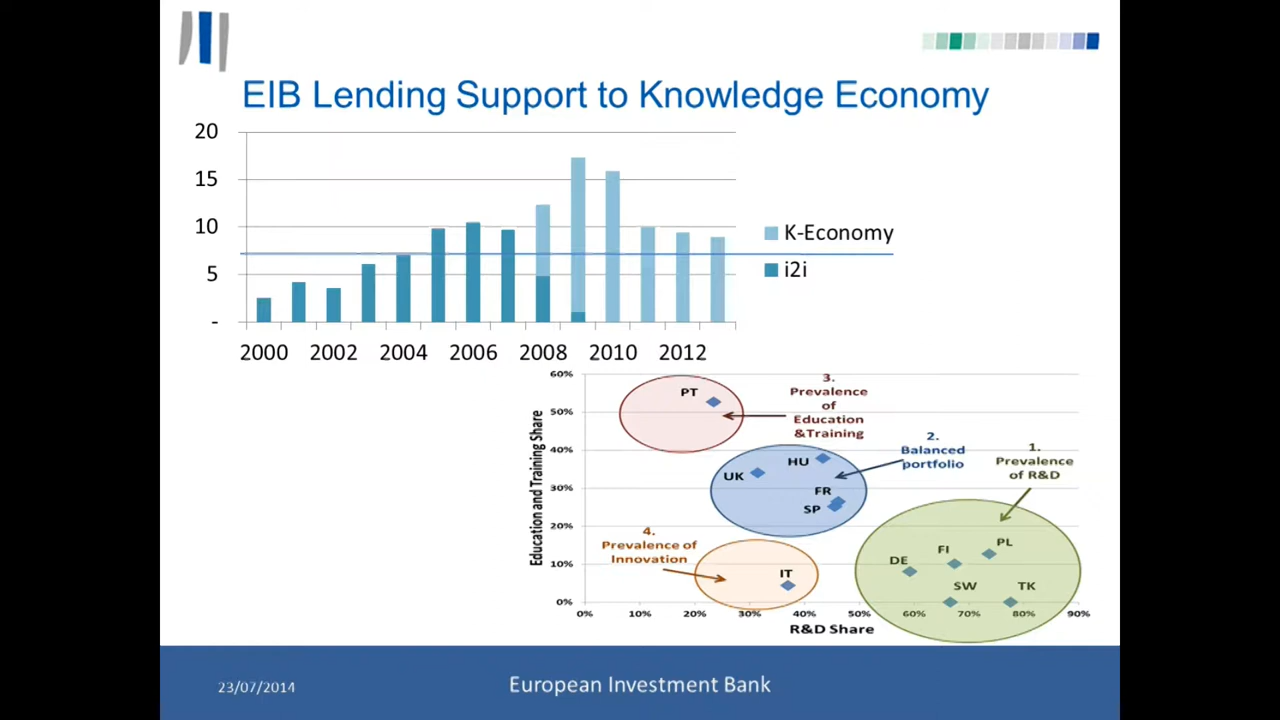 EIB Lending Support to Knowledge Economy
20
15
10
5
-
2000 2002 2004 2006 2008 2010 2012
K-Economy
i2i
60%
50%
40%
30%
20%
10%
0%
Education and Training Share
0% 10% 20% 30% 40% 50% 60% 70% 80% 90%
R&D Share
PT
3.
Prevalence
of
Education
&Training
HU
UK
FR
SP
2.
Balanced
portfolio
1.
Prevalence
of R&D
4.
Prevalence of
Innovation
IT
DE
FI
PL
SW
TK
23/07/2014
European Investment Bank